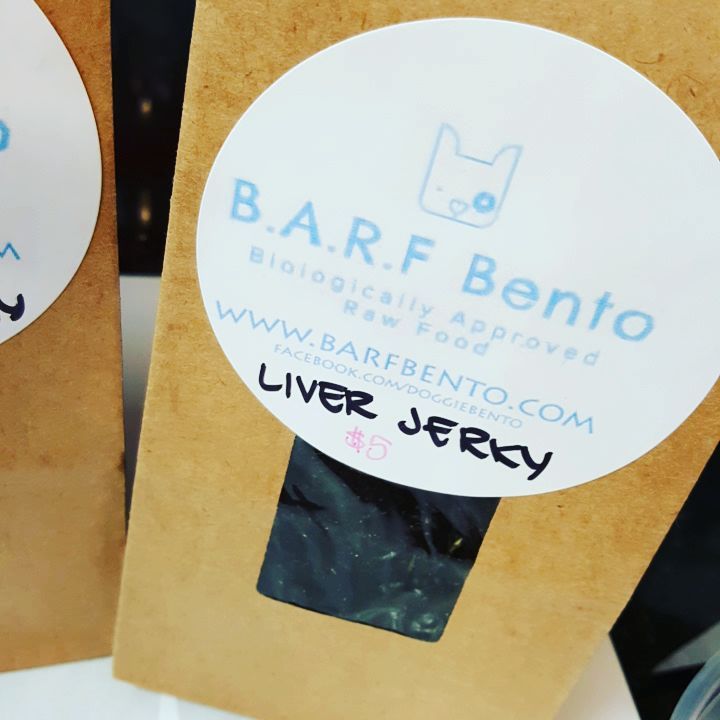 B.A.R.F Bento
Biologically Approved
Raw Food
WWW.BARFBENTO.COM
FACEBOOK.COM/DOGGIEBENTO
LIVER JERKY
$5